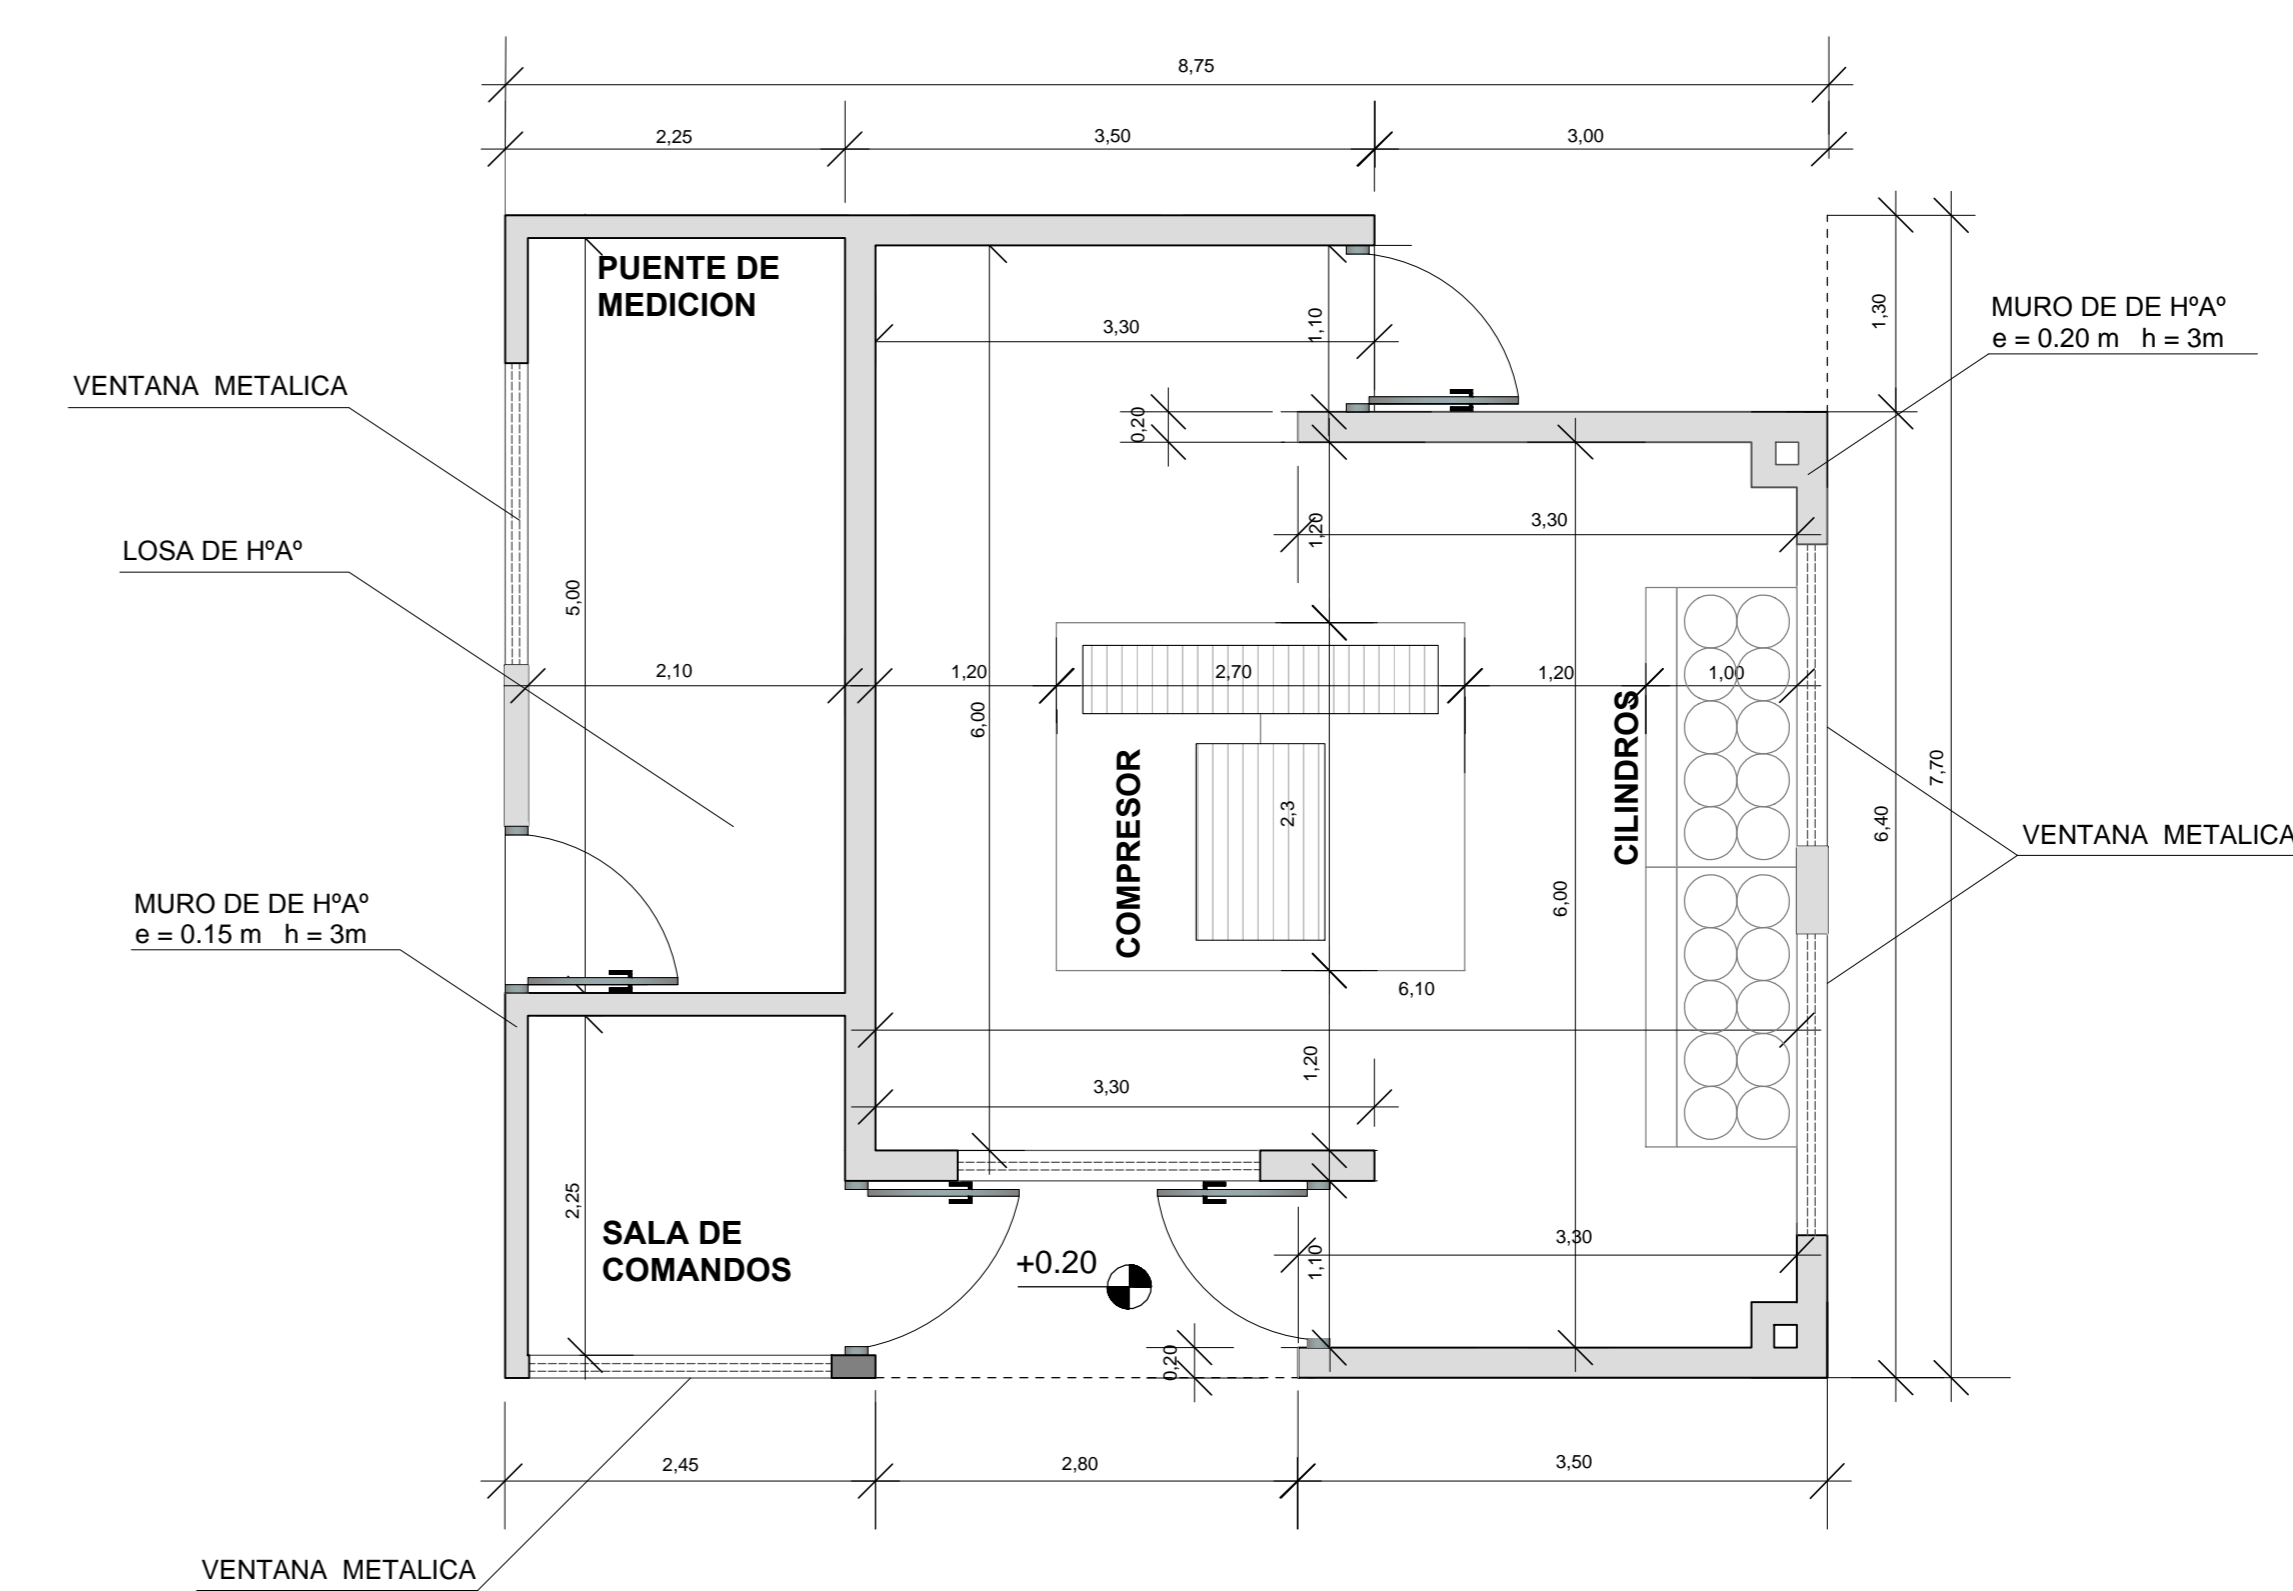 8,75
2,25
3,50
3,00
PUENTE DE
MEDICION
1,30
MURO DE DE HºAº
e = 0.20 m h = 3m
3,30
1,10
VENTANA METALICA
0,20
3,30
1,20
LOSA DE HºAº
5,00
2,10
1,20
2,70
1,20
1,00
6,00
CILINDROS
COMPRESOR
2,3
7,70
6,40
VENTANA METALICA
6,00
MURO DE DE HºAº
e = 0.15 m h = 3m
6,10
1,20
3,30
2,25
SALA DE
COMANDOS
+0.20
3,30
1,10
0,20
2,45
2,80
3,50
VENTANA METALICA